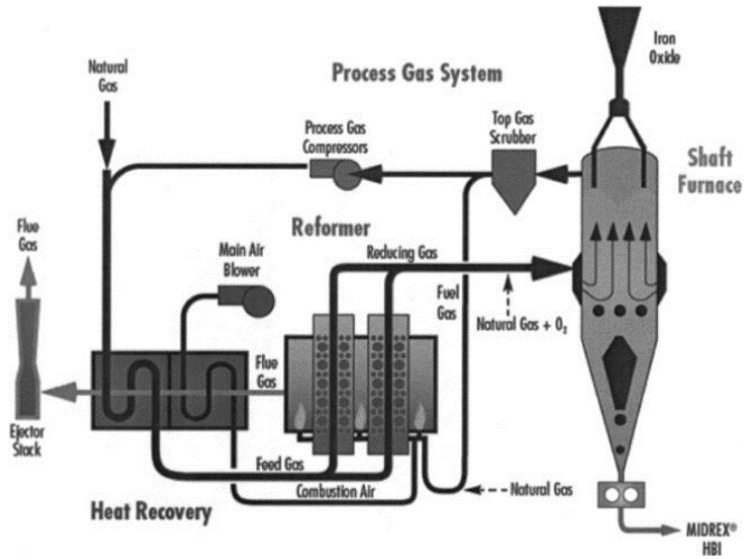 Natural
Gas
Process Gas System
Iron
Oxide
Process Gas
Compressors
Top Gas
Scrubber
Shaft
Furnace
Flue
Gas
Reformer
Main Air
Blower
Reducing Gas
Fuel
Gas
Natural Gas + O₂
Flue
Gas
Ejector
Stack
Feed Gas
Combustion Air
Natural Gas
Heat Recovery
MIDREX®
HBI